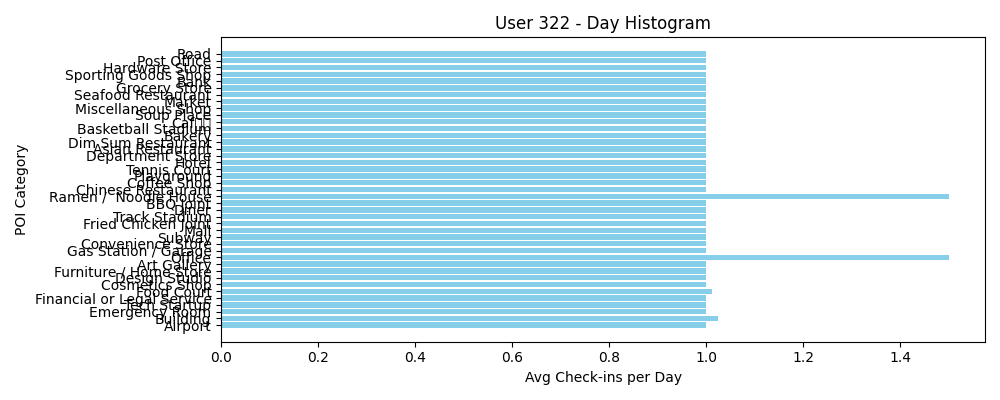 User 322 - Day Histogram
POI Category
Road
Post Office
Hardware Store
Sporting Goods Shop
Bank
Grocery Store
Seafood Restaurant
Market
Miscellaneous Shop
Soup Place
Caf
Basketball Stadium
Bakery
Dim Sum Restaurant
Asian Restaurant
Department Store
Hotel
Tennis Court
Playground
Coffee Shop
Chinese Restaurant
Ramen /  Noodle House
BBQ Joint
Diner
Track Stadium
Fried Chicken Joint
Mall
Subway
Convenience Store
Gas Station / Garage
Office
Art Gallery
Furniture / Home Store
Design Studio
Cosmetics Shop
Food Court
Financial or Legal Service
Tech Startup
Emergency Room
Building
Airport
0.0 0.2 0.4 0.6 0.8 1.0 1.2 1.4
Avg Check-ins per Day